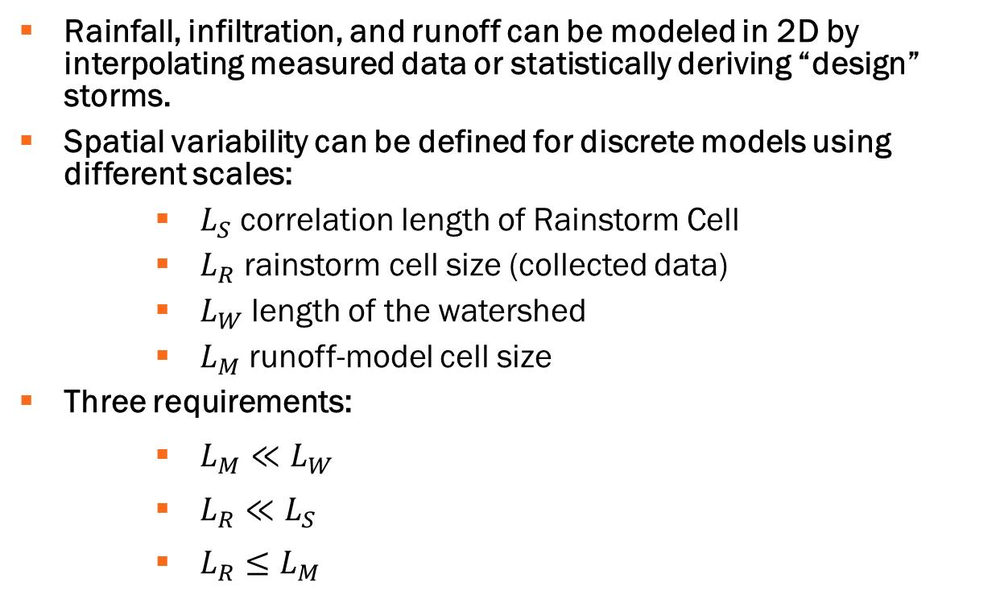 ▪ Rainfall, infiltration, and runoff can be modeled in 2D by
interpolating measured data or statistically deriving “design”
storms.
▪ Spatial variability can be defined for discrete models using
different scales:
▪ L_S correlation length of Rainstorm Cell
▪ L_R rainstorm cell size (collected data)
▪ L_W length of the watershed
▪ L_M runoff-model cell size
▪ Three requirements:
▪ L_M ≪ L_W
▪ L_R ≪ L_S
▪ L_R ≤ L_M